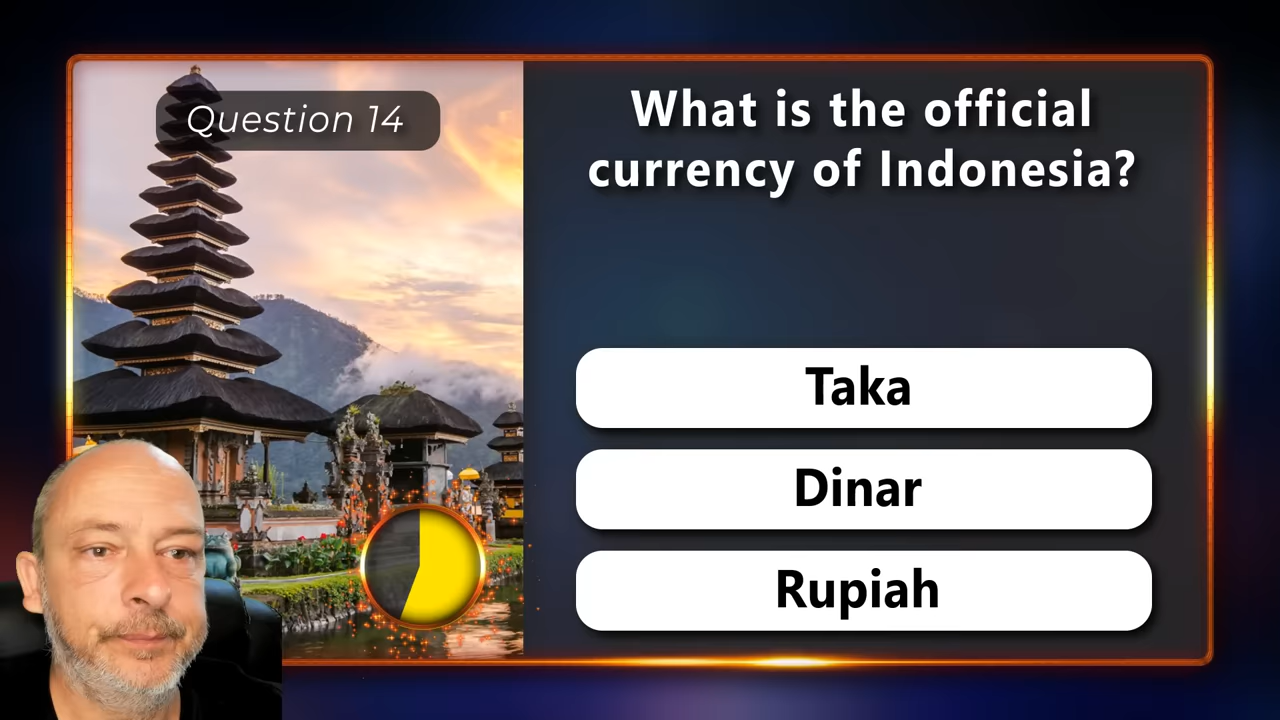 Question 14
What is the official
currency of Indonesia?
Taka
Dinar
Rupiah